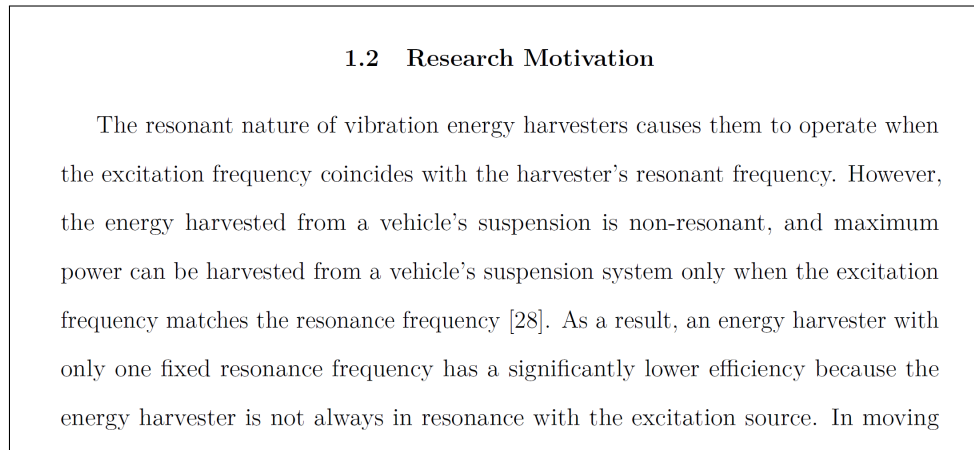 1.2 Research Motivation
The resonant nature of vibration energy harvesters causes them to operate when
the excitation frequency coincides with the harvester's resonant frequency. However,
the energy harvested from a vehicle's suspension is non-resonant, and maximum
power can be harvested from a vehicle's suspension system only when the excitation
frequency matches the resonance frequency [28]. As a result, an energy harvester with
only one fixed resonance frequency has a significantly lower efficiency because the
energy harvester is not always in resonance with the excitation source. In moving